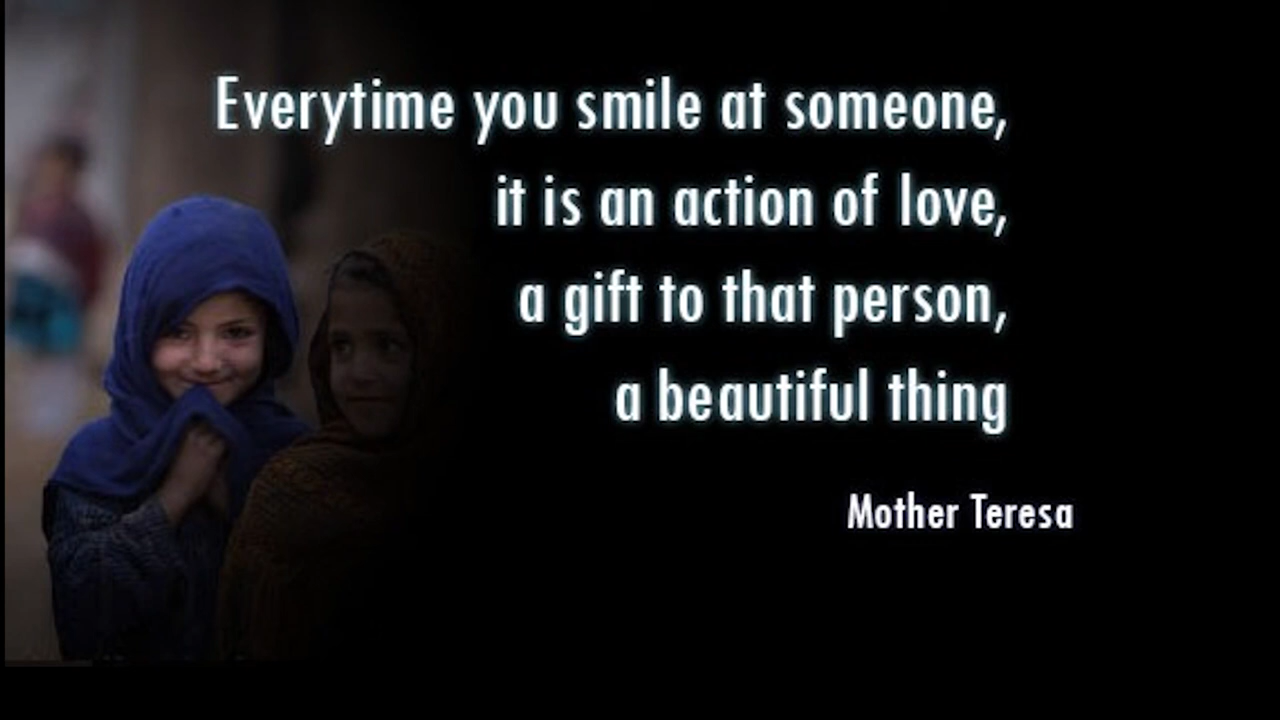 Everytime you smile at someone,
it is an action of love,
a gift to that person,
a beautiful thing
Mother Teresa